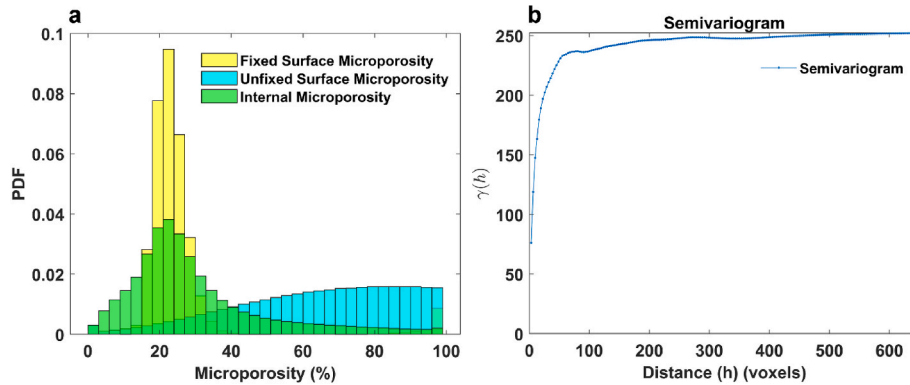 a
0.1
0.08
0.06
0.04
0.02
0
PDF
0 20 40 60 80 100
Microporosity (%)
Fixed Surface Microporosity
Unfixed Surface Microporosity
Internal Microporosity
b
Semivariogram
250
200
150
100
50
0
γ(h)
0 100 200 300 400 500 600
Distance (h) (voxels)
Semivariogram